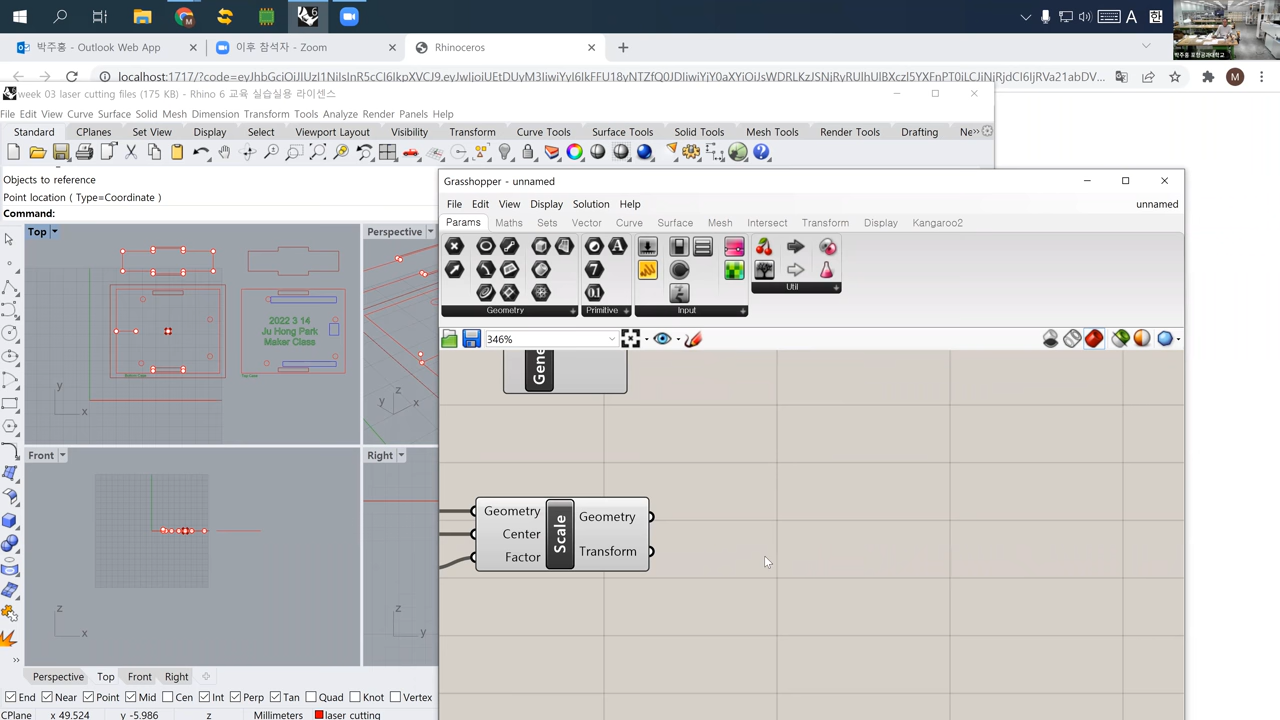 박주홍 - Outlook Web App
이후 참석자 - Zoom
Rhinoceros
A
한
week 03 laser cutting files (175 KB) - Rhino 6 교육 실습실용 라이센스
File Edit View Curve Surface Solid Mesh Dimension Transform Tools Analyze Render Panels Help
Standard CPlanes Set View Display Select Viewport Layout Visibility Transform Curve Tools Surface Tools Solid Tools Mesh Tools Render Tools Drafting Ne
Objects to reference
Point location ( Type=Coordinate )
Command:
Top
Perspective
2022 3 14
Ju Hong Park
Maker Class
y
x
z
y
x
Front
Right
z
x
z
y
Perspective Top Front Right
End Near Point Mid Cen Int Perp Tan Quad Knot Vertex
CPlane x 49.524 y -5.986 z Millimeters laser cutting
Grasshopper - unnamed
File Edit View Display Solution Help
unnamed
Params Maths Sets Vector Curve Surface Mesh Intersect Transform Display Kangaroo2
Geometry Primitive Input Util
346%
Gene
Geometry
Center
Factor
Scale
Geometry
Transform